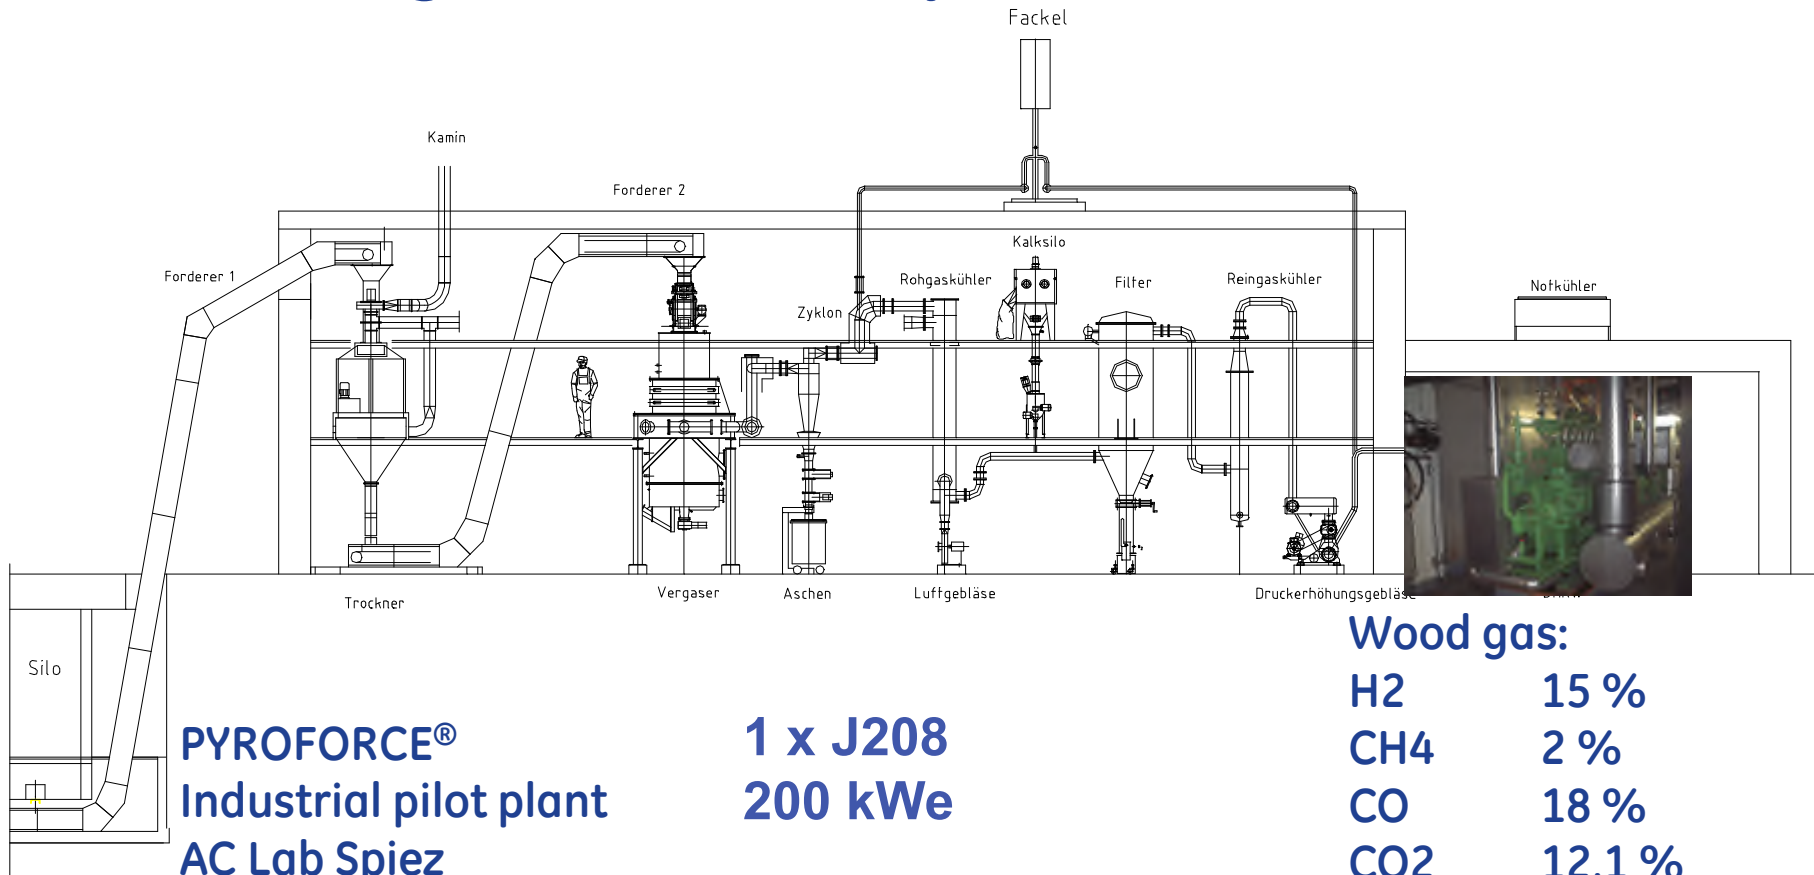 Fackel
Kamin
Forderer 2
Kalksilo
Forderer 1
Rohgaskühler
Filter
Reingaskühler
Notkühler
Zyklon
Trockner
Vergaser
Aschen
Luftgebläse
Druckerhöhungsgebläse
Silo
Wood gas:
H2 15 %
CH4 2 %
CO 18 %
CO2 12.1 %
PYROFORCE®
Industrial pilot plant
AC Lab Spiez
1 x J208
200 kWe